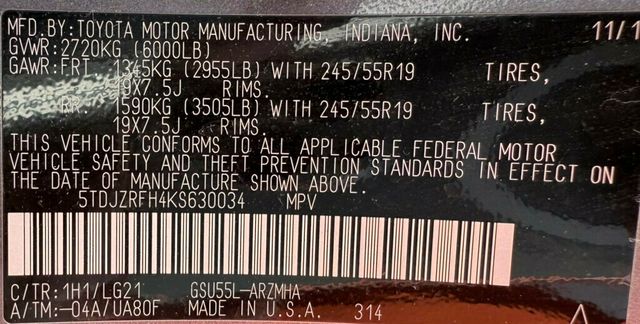 MFD.BY:TOYOTA MOTOR MANUFACTURING, INDIANA, INC. 11/1
GVWR:2720KG (6000LB)
GAWR:FRT 1345KG (2955LB) WITH 245/55R19 TIRES,
19X7.5J RIMS.
RR 1590KG (3505LB) WITH 245/55R19 TIRES,
19X7.5J RIMS.
THIS VEHICLE CONFORMS TO ALL APPLICABLE FEDERAL MOTOR
VEHICLE SAFETY AND THEFT PREVENTION STANDARDS IN EFFECT ON
THE DATE OF MANUFACTURE SHOWN ABOVE.
5TDJZRFH4KS630034 MPV
C/TR:1H1/LG21 GSU55L-ARZMHA
A/TM:-04A/UA80F MADE IN U.S.A. 314